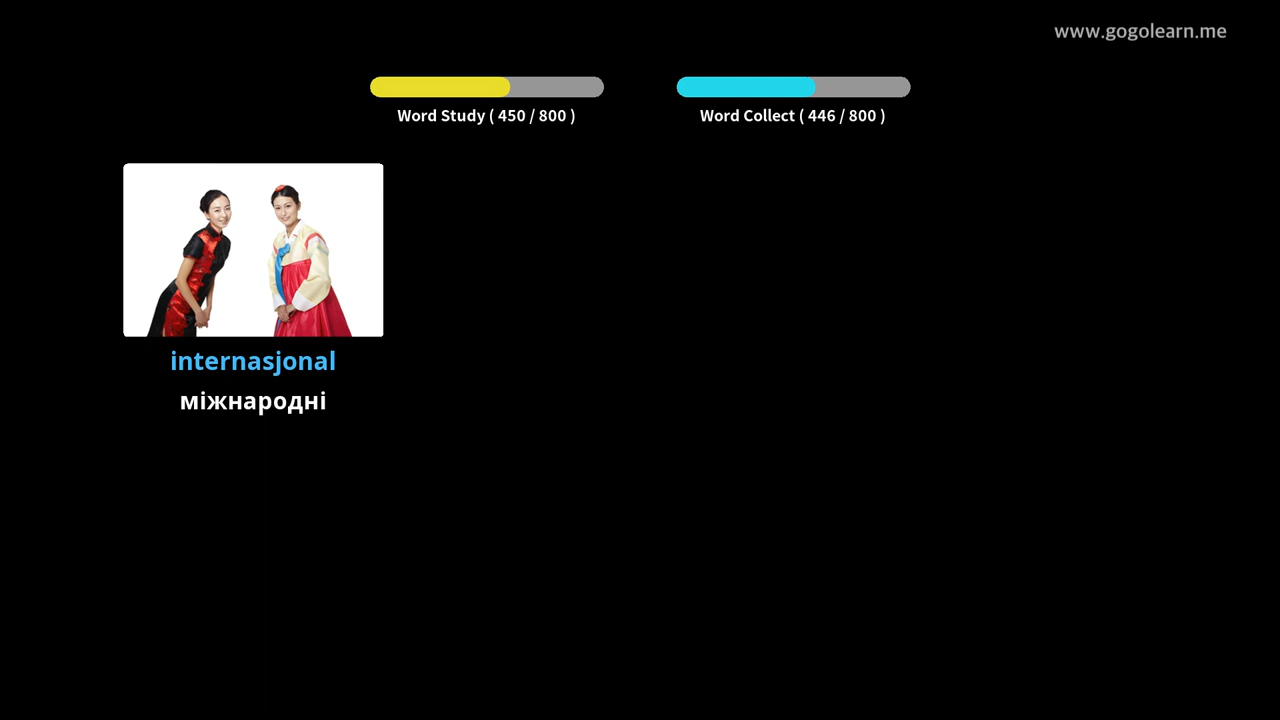 www.gogolearn.me
Word Study ( 450 / 800 )
Word Collect ( 446 / 800 )
internasjonal
міжнародні